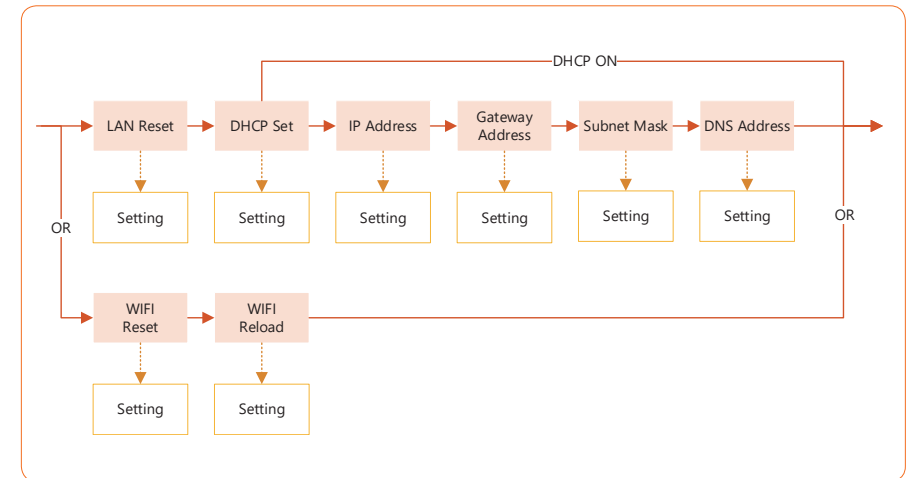 DHCP ON
LAN Reset
DHCP Set
IP Address
Gateway
Address
Subnet Mask
DNS Address
Setting
Setting
Setting
Setting
Setting
Setting
OR
OR
WIFI
Reset
WIFI
Reload
Setting
Setting